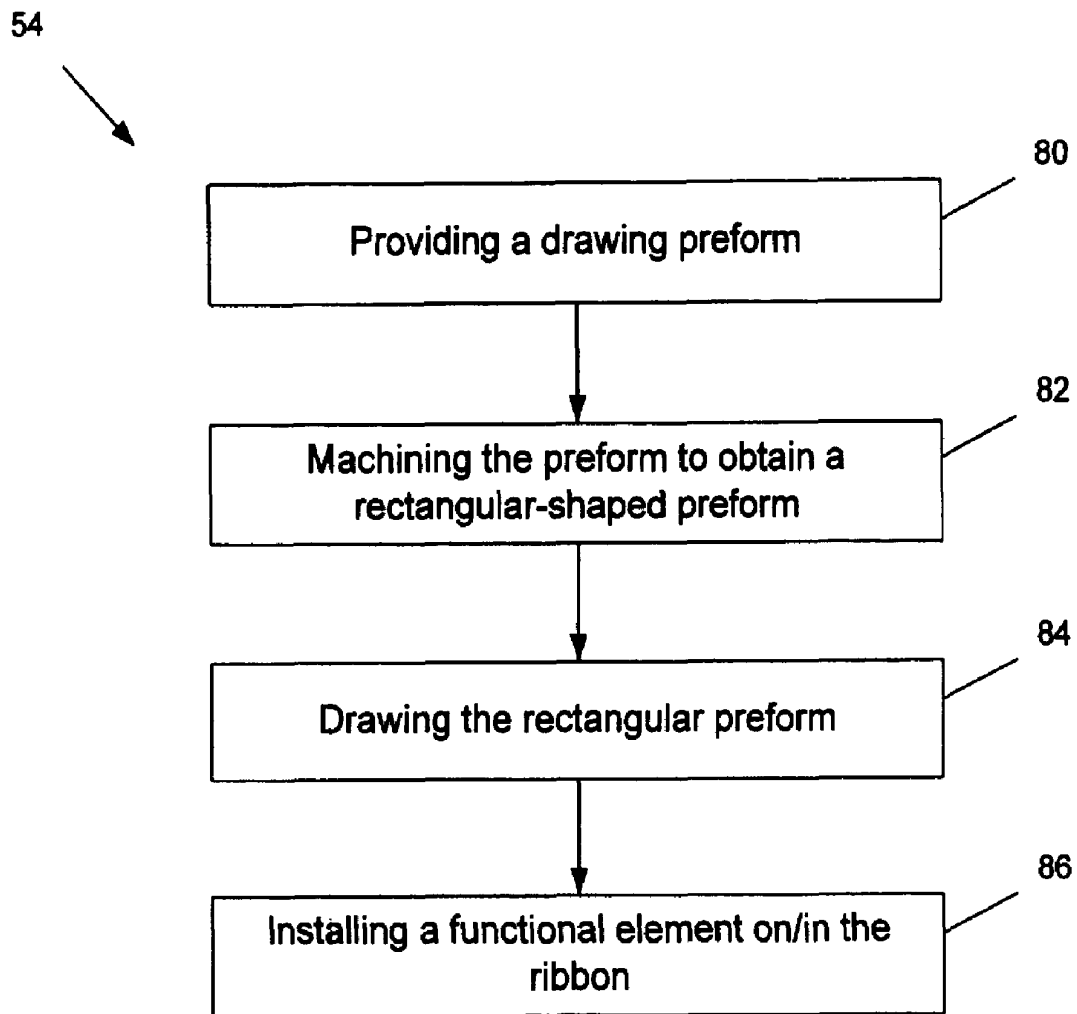 54
80
Providing a drawing preform
82
Machining the preform to obtain a
rectangular-shaped preform
84
Drawing the rectangular preform
86
Installing a functional element on/in the
ribbon